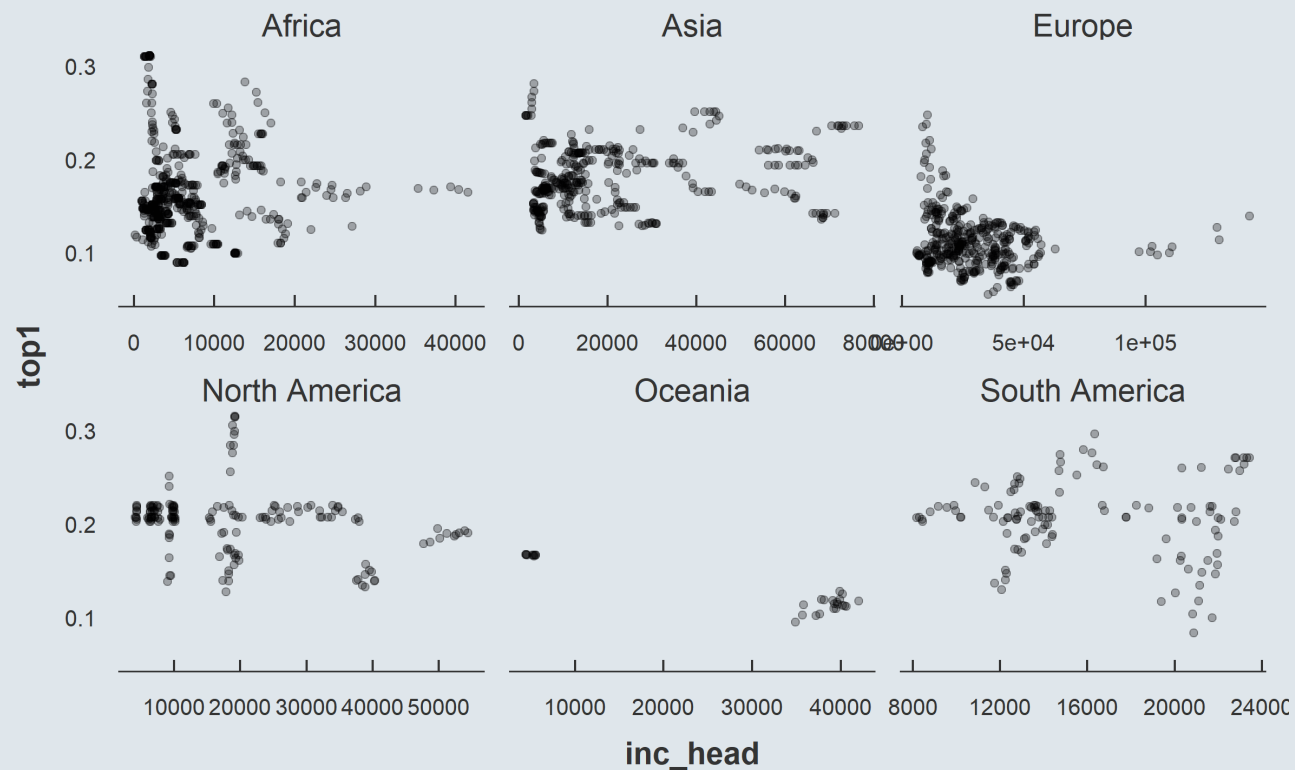 Africa Asia Europe
0.3
0.2
0.1
0 10000 20000 30000 40000 0 20000 40000 60000 80000 0e+00 5e+04 1e+05
top1
North America Oceania South America
0.3
0.2
0.1
10000 20000 30000 40000 50000 10000 20000 30000 40000 8000 12000 16000 20000 24000
inc_head